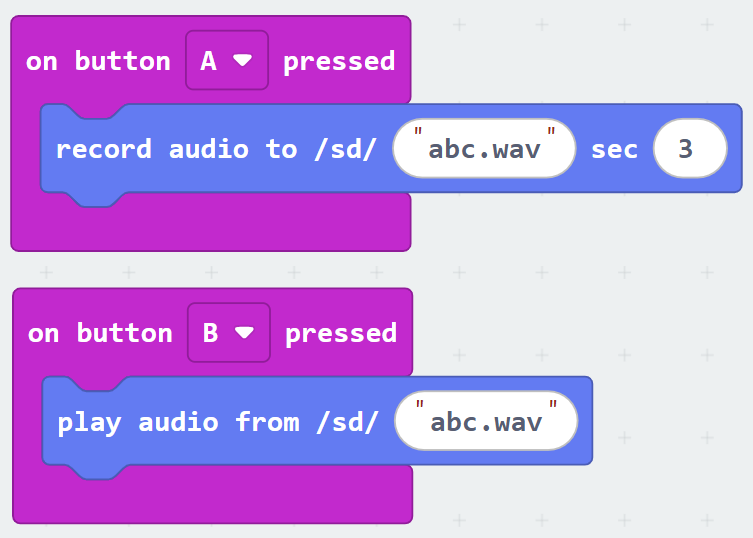 on button A pressed
record audio to /sd/ "abc.wav" sec 3
on button B pressed
play audio from /sd/ "abc.wav"